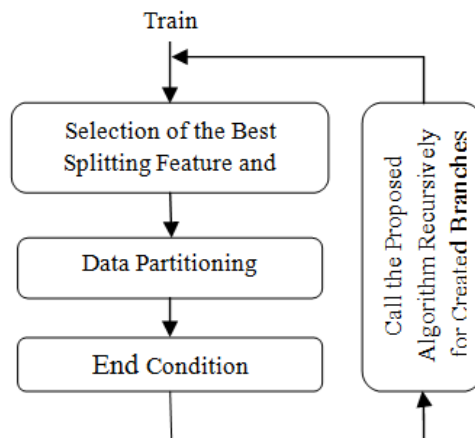 Train
Selection of the Best
Splitting Feature and
Data Partitioning
End Condition
Call the Proposed
Algorithm Recursively
for Created Branches